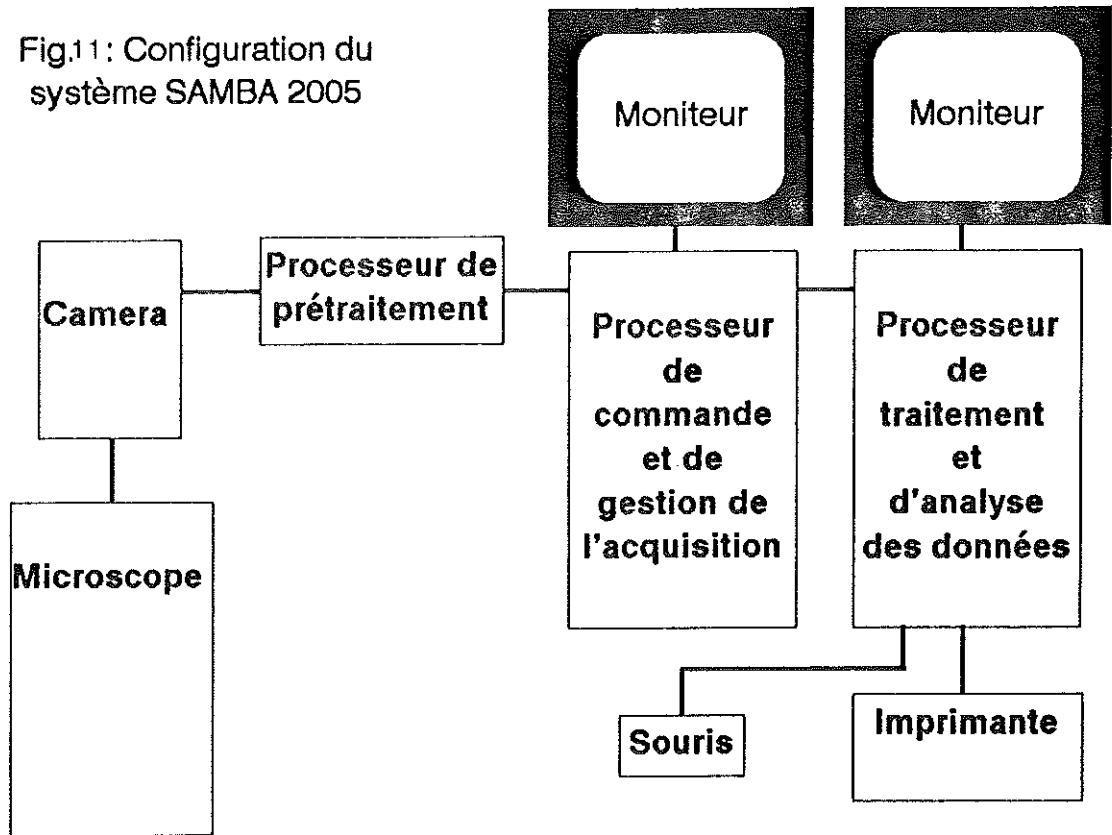 Fig.11: Configuration du
système SAMBA 2005
Moniteur
Moniteur
Camera
Processeur de
prétraitement
Processeur
de
commande
et de
gestion de
l'acquisition
Processeur
de
traitement
et
d'analyse
des données
Microscope
Souris
Imprimante